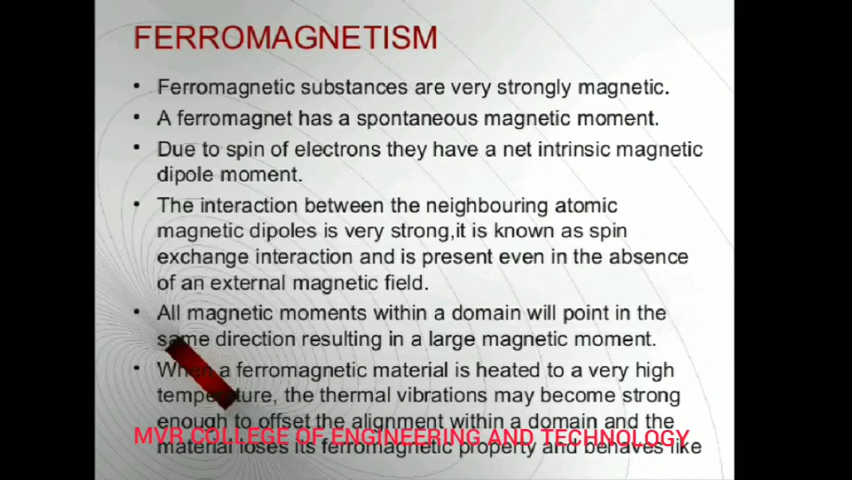 FERROMAGNETISM
• Ferromagnetic substances are very strongly magnetic.
• A ferromagnet has a spontaneous magnetic moment.
• Due to spin of electrons they have a net intrinsic magnetic
dipole moment.
• The interaction between the neighbouring atomic
magnetic dipoles is very strong,it is known as spin
exchange interaction and is present even in the absence
of an external magnetic field.
• All magnetic moments within a domain will point in the
same direction resulting in a large magnetic moment.
• When a ferromagnetic material is heated to a very high
temperature, the thermal vibrations may become strong
enough to offset the alignment within a domain and the
MVR COLLEGE OF ENGINEERING AND TECHNOLOGY
material loses its ferromagnetic property and behaves like